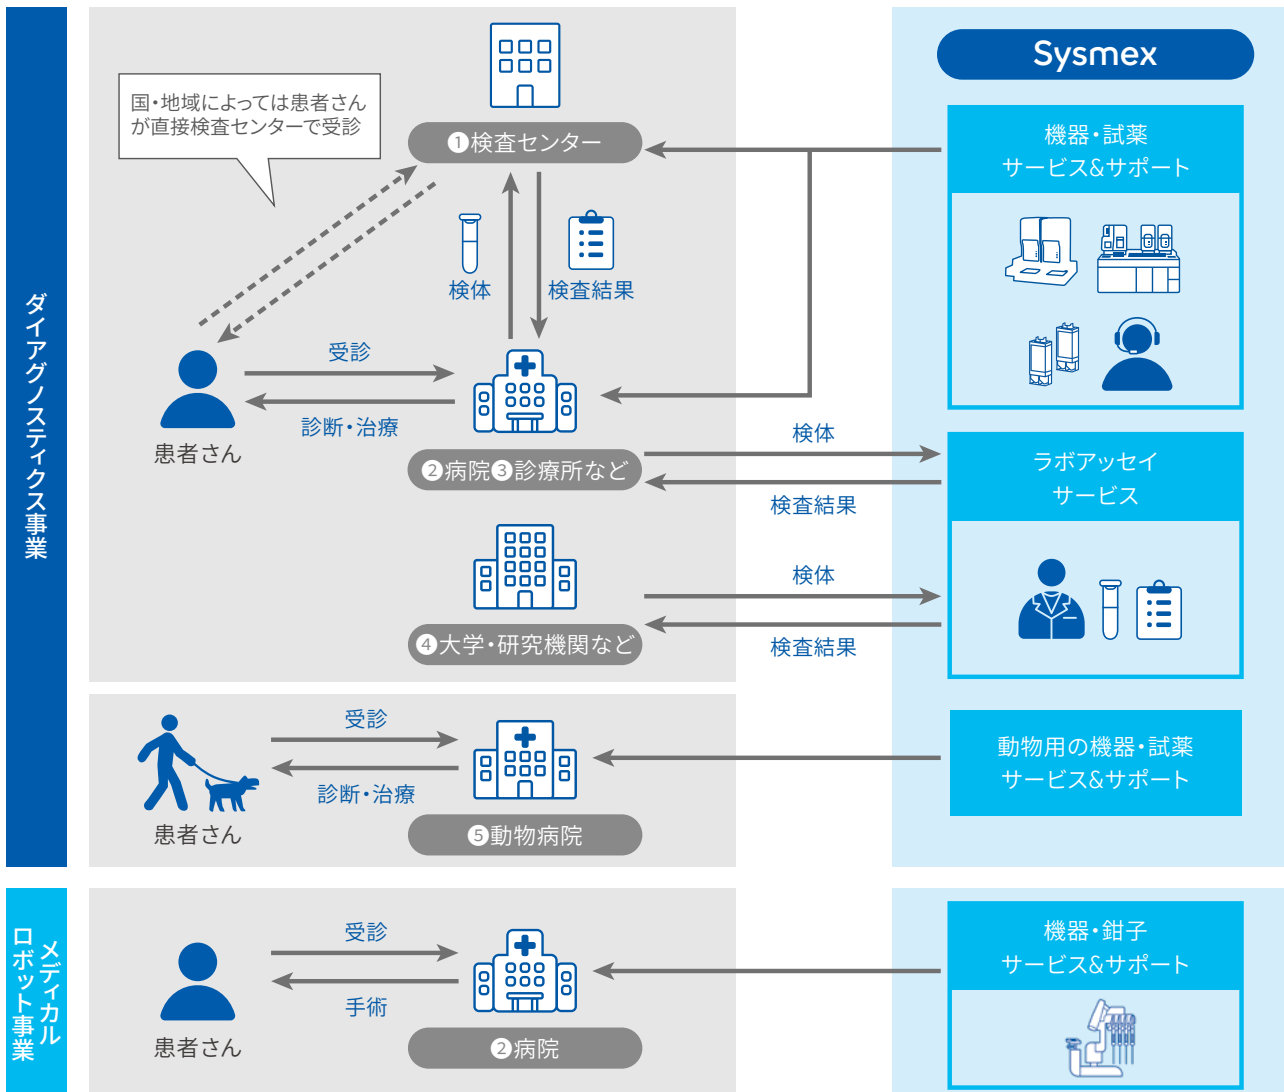 ダイアグノスティクス事業
国・地域によっては患者さん
が直接検査センターで受診
❶検査センター
検体
検査結果
受診
診断・治療
患者さん
❷病院❸診療所など
検体
検査結果
❹大学・研究機関など
検体
検査結果
Sysmex
機器・試薬
サービス&サポート
ラボアッセイ
サービス
受診
診断・治療
患者さん
❺動物病院
動物用の機器・試薬
サービス&サポート
メディカル
ロボット事業
受診
手術
患者さん
❷病院
機器・鉗子
サービス&サポート